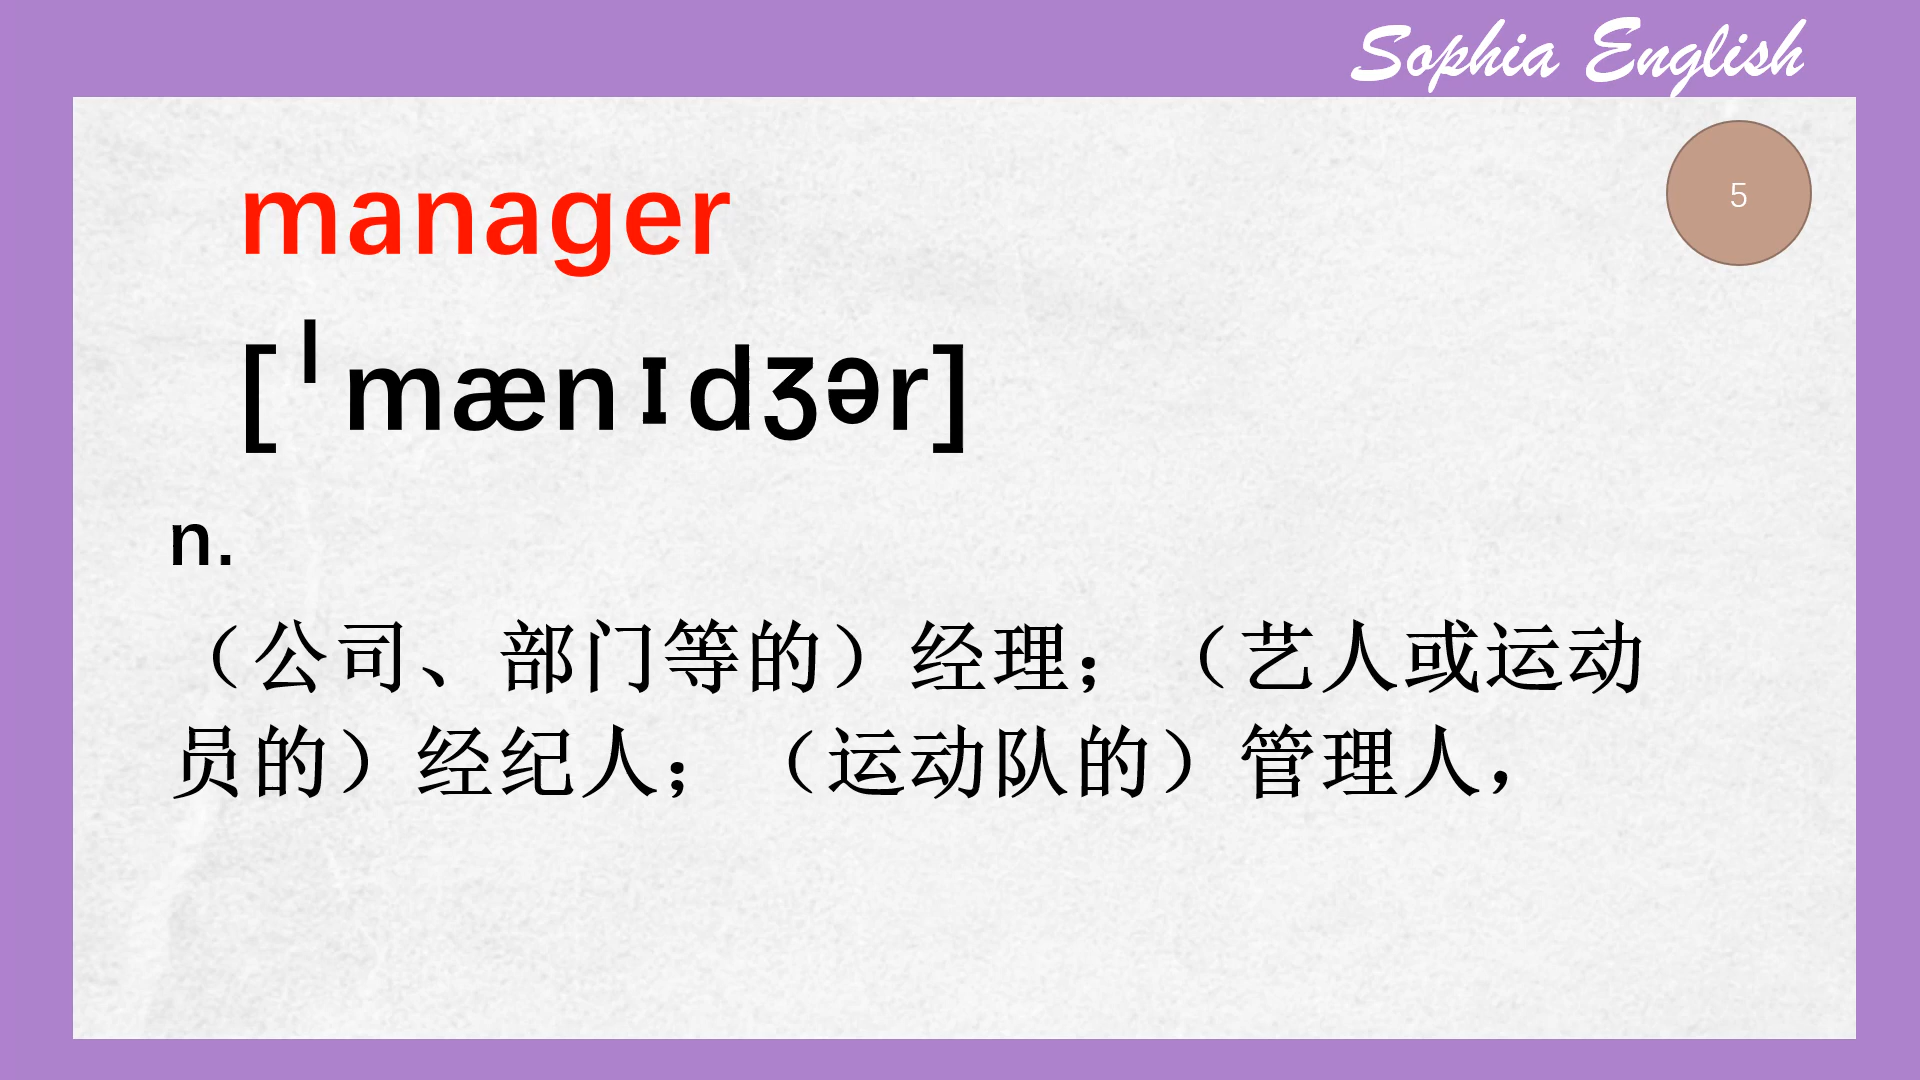 Sophia English
5
manager
[ˈmænɪdʒər]
n.
（公司、部门等的）经理；（艺人或运动
员的）经纪人；（运动队的）管理人，